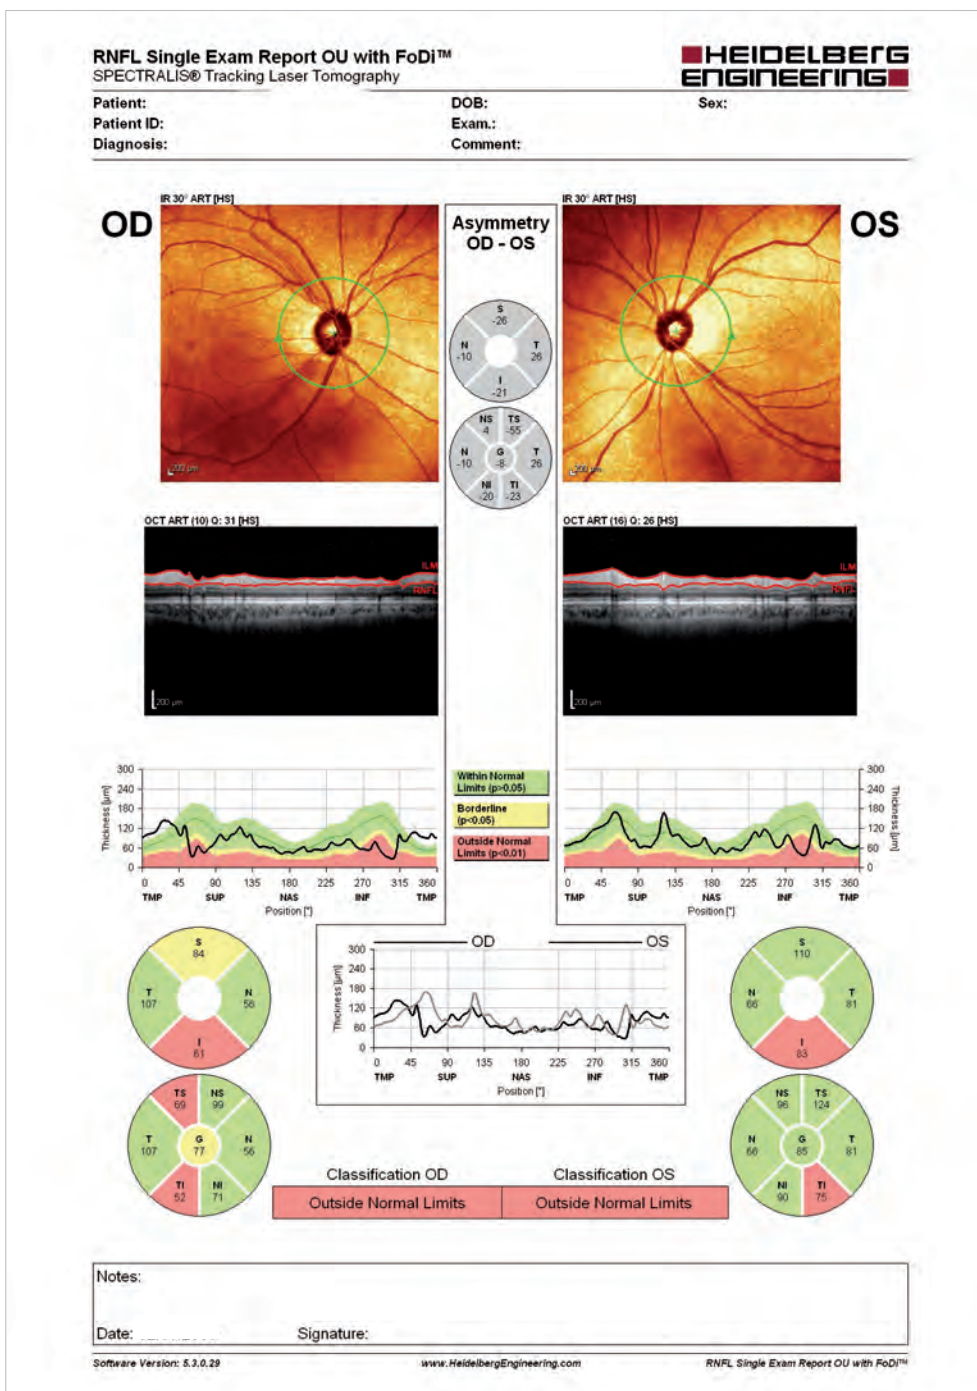 RNFL Single Exam Report OU with FoDi™
SPECTRALIS® Tracking Laser Tomography
HEIDELBERG
ENGINEERING
Patient: DOB: Sex:
Patient ID: Exam.:
Diagnosis: Comment:
IR 30° ART [HS]
OD
Asymmetry
OD - OS
IR 30° ART [HS]
OS
200 µm
200 µm
S
-26
N T
-10 26
I
-21
NS TS
4 -55
N G T
-10 -8 26
NI TI
-20 -23
OCT ART (10) Q: 31 [HS]
ILM
RNFL
200 µm
OCT ART (16) Q: 26 [HS]
ILM
RNFL
200 µm
Thickness [µm]
300
240
180
120
60
0
0 45 90 135 180 225 270 315 360
TMP SUP NAS INF TMP
Position [°]
Within Normal
Limits (p>0.05)
Borderline
(p<0.05)
Outside Normal
Limits (p<0.01)
300
240
180
120
60
0
Thickness [µm]
0 45 90 135 180 225 270 315 360
TMP SUP NAS INF TMP
Position [°]
S
84
T N
107 56
I
61
TS NS
69 99
T G N
107 77 56
TI NI
52 71
OD OS
Thickness [µm]
300
240
180
120
60
0
0 45 90 135 180 225 270 315 360
TMP SUP NAS INF TMP
Position [°]
S
110
N T
66 81
I
83
NS TS
96 124
N G T
66 85 81
NI TI
90 75
Classification OD Classification OS
Outside Normal Limits Outside Normal Limits
Notes:
Date: Signature:
Software Version: 5.3.0.29 www.HeidelbergEngineering.com RNFL Single Exam Report OU with FoDi™